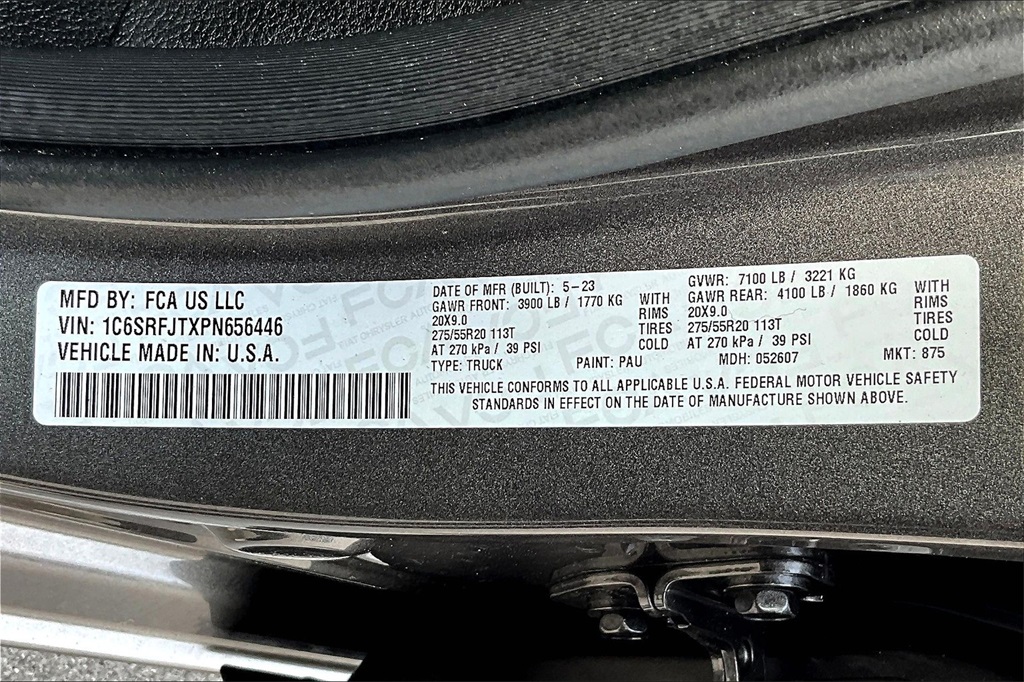 MFD BY: FCA US LLC
VIN: 1C6SRFJTXPN656446
VEHICLE MADE IN: U.S.A.
DATE OF MFR (BUILT): 5-23
GAWR FRONT: 3900 LB / 1770 KG WITH
20X9.0 RIMS
275/55R20 113T TIRES
AT 270 kPa / 39 PSI COLD
GVWR: 7100 LB / 3221 KG
GAWR REAR: 4100 LB / 1860 KG WITH
20X9.0 RIMS
275/55R20 113T TIRES
AT 270 kPa / 39 PSI COLD
TYPE: TRUCK PAINT: PAU MDH: 052607 MKT: 875
THIS VEHICLE CONFORMS TO ALL APPLICABLE U.S.A. FEDERAL MOTOR VEHICLE SAFETY
STANDARDS IN EFFECT ON THE DATE OF MANUFACTURE SHOWN ABOVE.